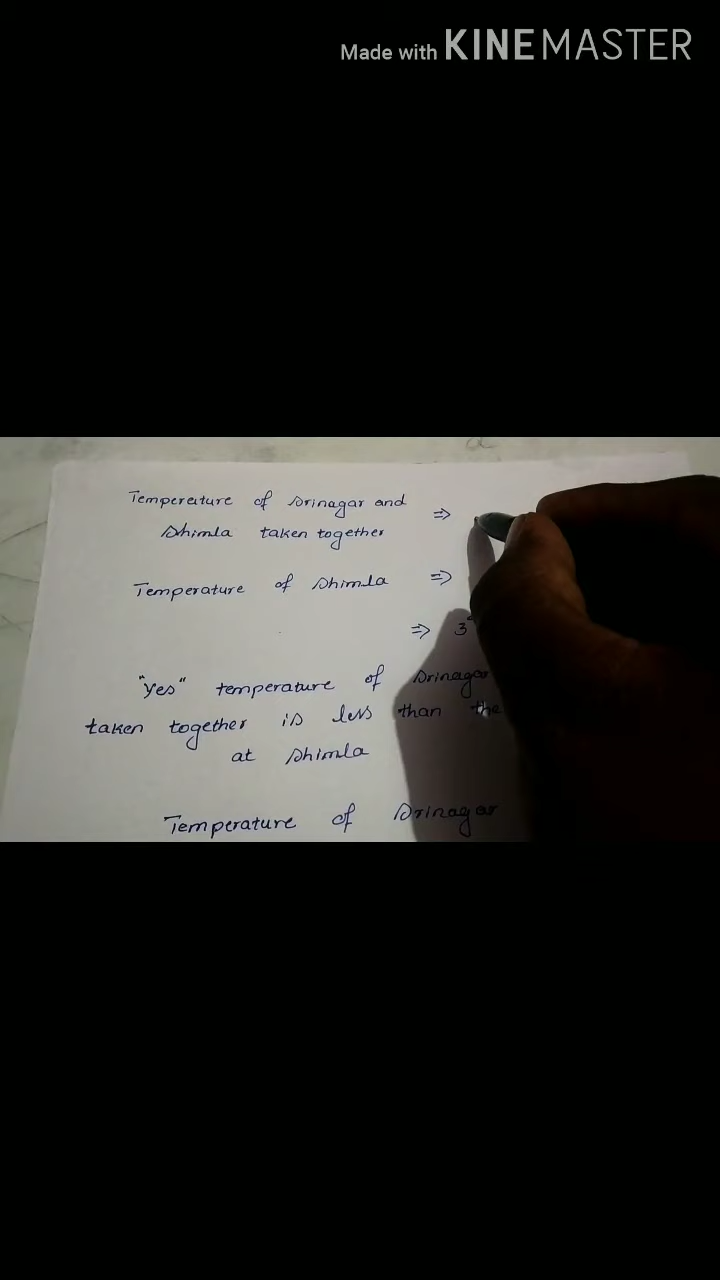 Made with KINEMASTER
Temperature of Srinagar and ⇒
Shimla taken together
Temperature of Shimla ⇒
⇒ 3°
"Yes" temperature of Srinagar
taken together is less than the
at Shimla
Temperature of Srinagar